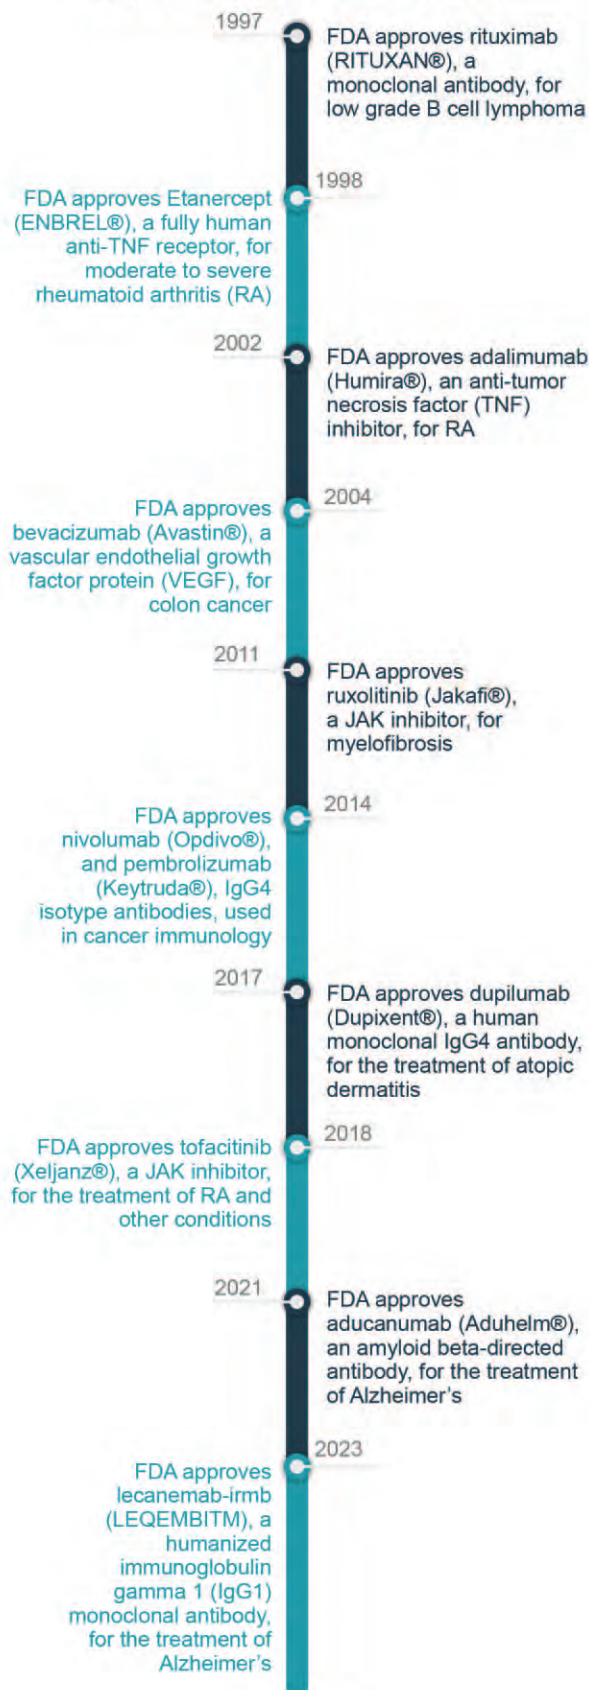 1997
FDA approves rituximab
(RITUXAN®), a
monoclonal antibody, for
low grade B cell lymphoma
1998
FDA approves Etanercept
(ENBREL®), a fully human
anti-TNF receptor, for
moderate to severe
rheumatoid arthritis (RA)
2002
FDA approves adalimumab
(Humira®), an anti-tumor
necrosis factor (TNF)
inhibitor, for RA
2004
FDA approves
bevacizumab (Avastin®), a
vascular endothelial growth
factor protein (VEGF), for
colon cancer
2011
FDA approves
ruxolitinib (Jakafi®),
a JAK inhibitor, for
myelofibrosis
2014
FDA approves
nivolumab (Opdivo®),
and pembrolizumab
(Keytruda®), IgG4
isotype antibodies, used
in cancer immunology
2017
FDA approves dupilumab
(Dupixent®), a human
monoclonal IgG4 antibody,
for the treatment of atopic
dermatitis
2018
FDA approves tofacitinib
(Xeljanz®), a JAK inhibitor,
for the treatment of RA and
other conditions
2021
FDA approves
aducanumab (Aduhelm®),
an amyloid beta-directed
antibody, for the treatment
of Alzheimer's
2023
FDA approves
lecanemab-irmb
(LEQEMBITM), a
humanized
immunoglobulin
gamma 1 (IgG1)
monoclonal antibody,
for the treatment of
Alzheimer's